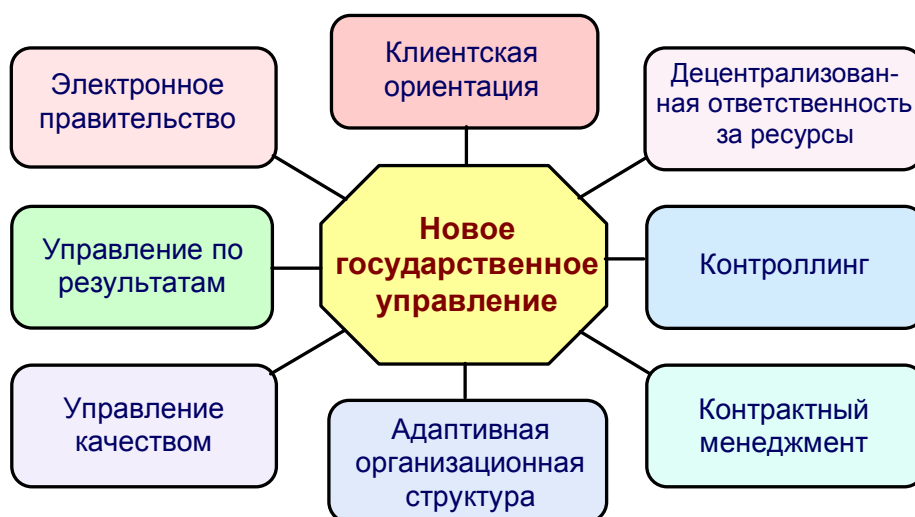 Клиентская
ориентация
Электронное
правительство
Децентрализован-
ная ответственность
за ресурсы
Новое
государственное
управление
Управление по
результатам
Контроллинг
Управление
качеством
Адаптивная
организационная
структура
Контрактный
менеджмент